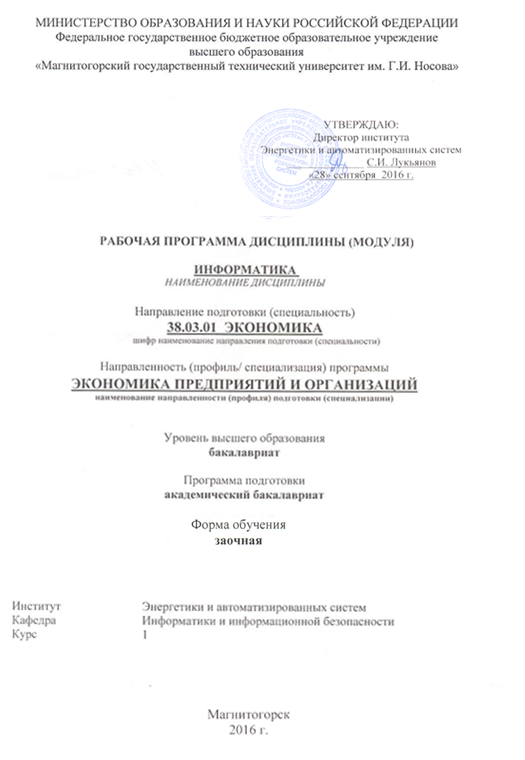 МИНИСТЕРСТВО ОБРАЗОВАНИЯ И НАУКИ РОССИЙСКОЙ ФЕДЕРАЦИИ
Федеральное государственное бюджетное образовательное учреждение
высшего образования
«Магнитогорский государственный технический университет им. Г.И. Носова»
УТВЕРЖДАЮ:
Директор института
Энергетики и автоматизированных систем
С.И. Лукьянов
«28» сентября 2016 г.
РАБОЧАЯ ПРОГРАММА ДИСЦИПЛИНЫ (МОДУЛЯ)
ИНФОРМАТИКА
НАИМЕНОВАНИЕ ДИСЦИПЛИНЫ
Направление подготовки (специальность)
38.03.01 ЭКОНОМИКА
шифр наименование направления подготовки (специальности)
Направленность (профиль/ специализация) программы
ЭКОНОМИКА ПРЕДПРИЯТИЙ И ОРГАНИЗАЦИЙ
наименование направленности (профиля) подготовки (специализации)
Уровень высшего образования
бакалавриат
Программа подготовки
академический бакалавриат
Форма обучения
заочная
Институт Энергетики и автоматизированных систем
Кафедра Информатики и информационной безопасности
Курс 1
Магнитогорск
2016 г.